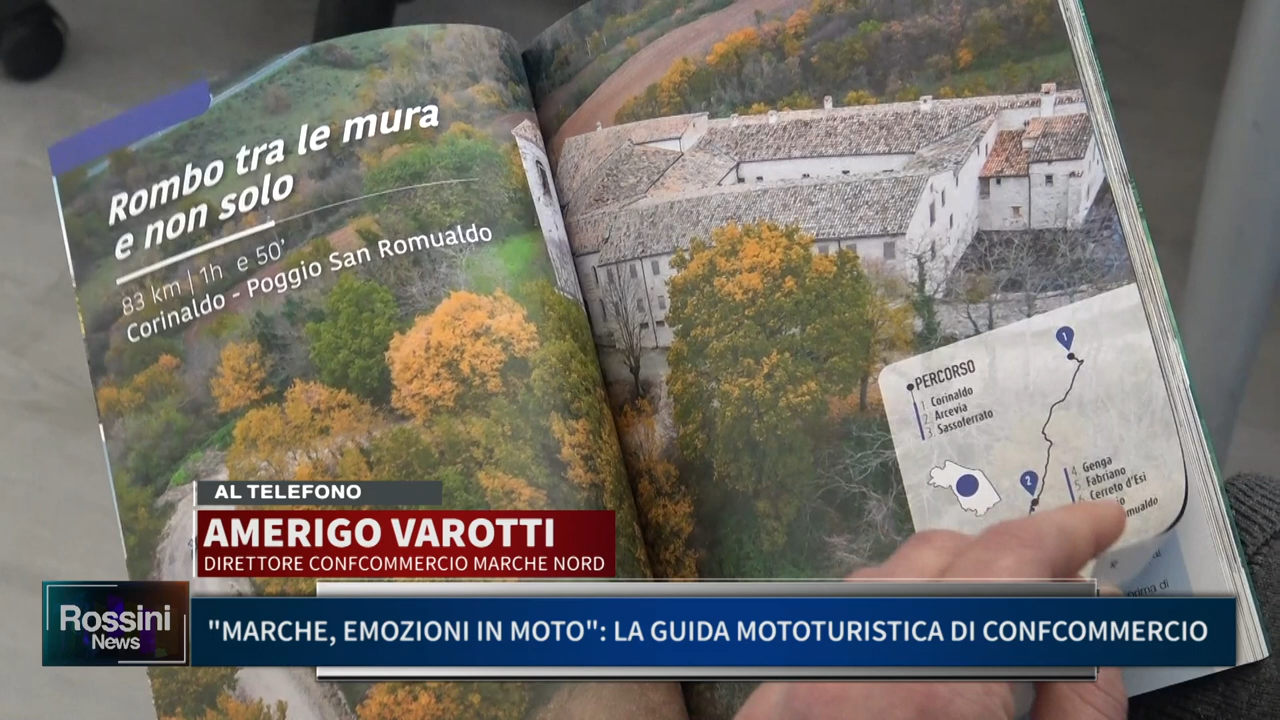 Rombo tra le mura
e non solo
83 km | 1h e 50'
Corinaldo - Poggio San Romualdo
1
PERCORSO
1. Corinaldo
2. Arcevia
3. Sassoferrato
2
4. Genga
5. Fabriano
6. Cerreto d'Esi
AL TELEFONO
AMERIGO VAROTTI
DIRETTORE CONFCOMMERCIO MARCHE NORD
Rossini
News
"MARCHE, EMOZIONI IN MOTO": LA GUIDA MOTOTURISTICA DI CONFCOMMERCIO